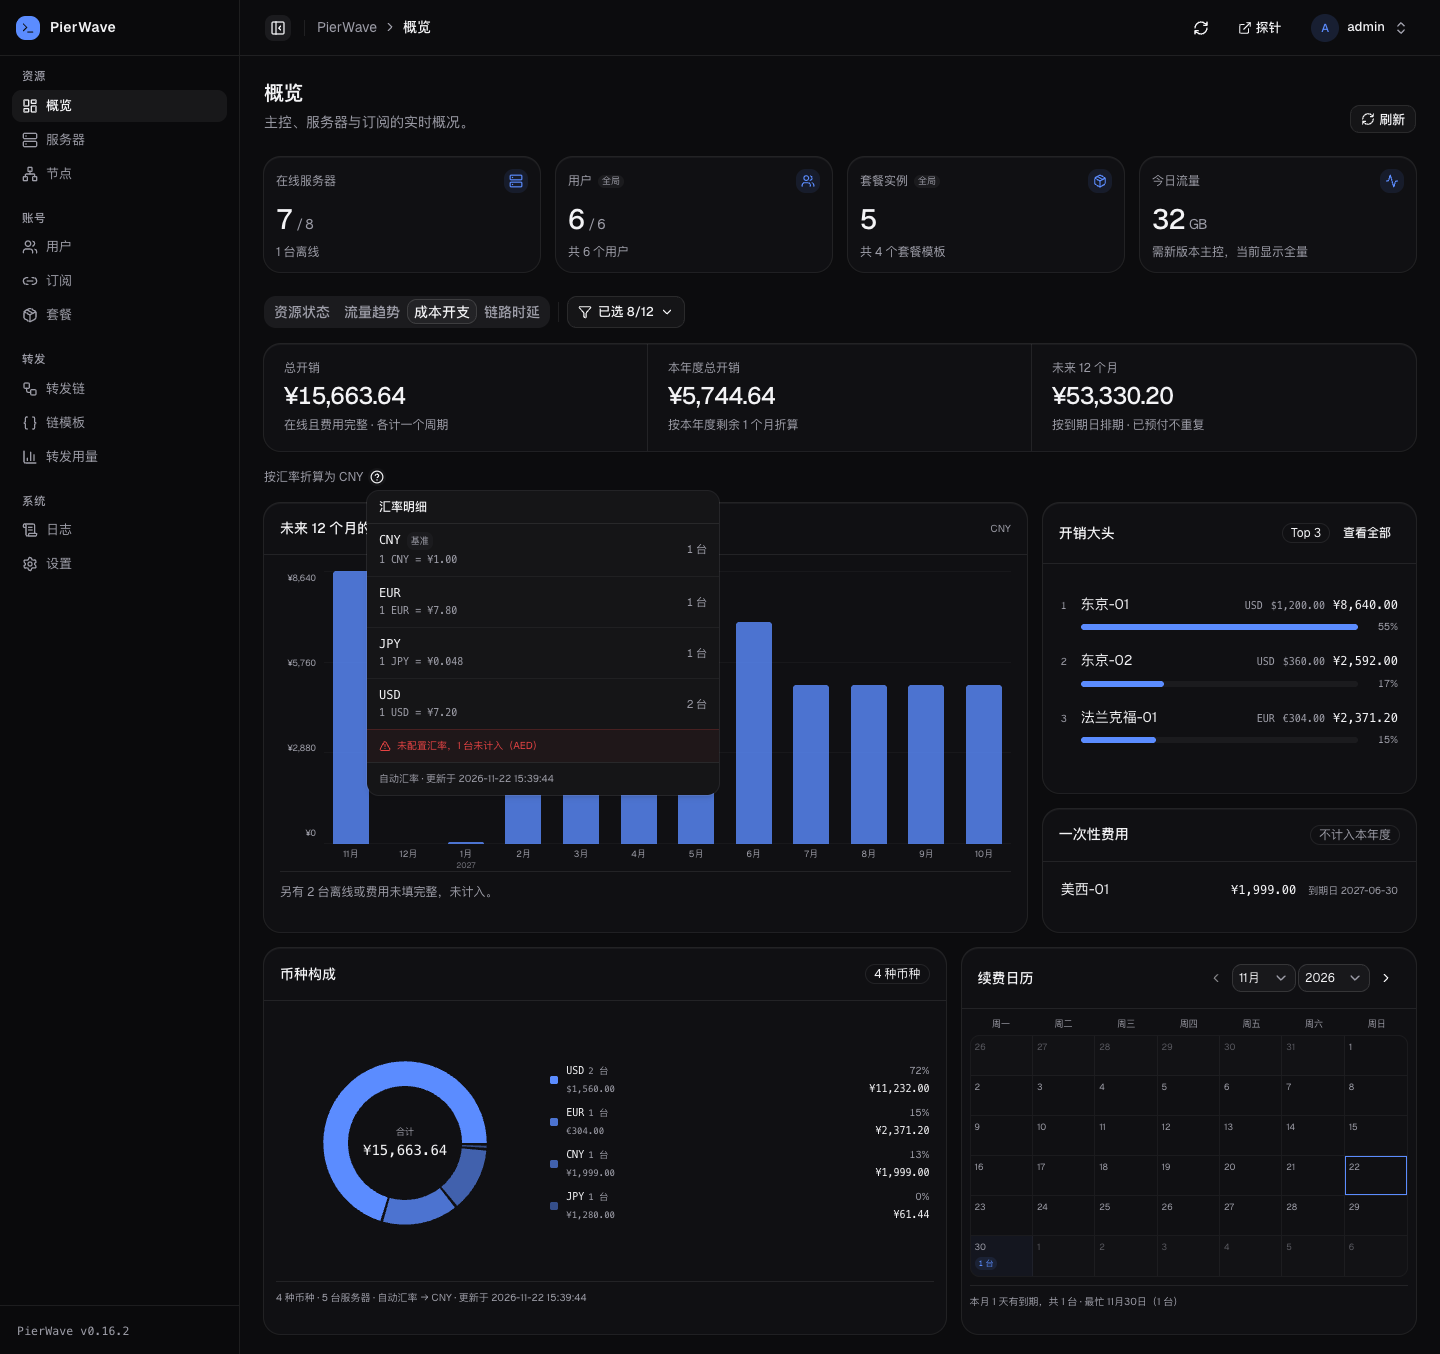 PierWave
PierWave > 概览
探针
A admin
资源
概览
服务器
节点
账号
用户
订阅
套餐
转发
转发链
链模板
转发用量
系统
日志
设置
PierWave v0.16.2
概览
主控、服务器与订阅的实时概况。
刷新
在线服务器
7 / 8
1 台离线
用户 全局
6 / 6
共 6 个用户
套餐实例 全局
5
共 4 个套餐模板
今日流量
32 GB
需新版本主控，当前显示全量
资源状态 流量趋势 成本开支 链路时延
已选 8/12
总开销
¥15,663.64
在线且费用完整 · 各计一个周期
本年度总开销
¥5,744.64
按本年度剩余 1 个月折算
未来 12 个月
¥53,330.20
按到期日排期 · 已预付不重复
按汇率折算为 CNY
未来 12 个月的
CNY
¥8,640
¥5,760
¥2,880
¥0
11月 12月 1月 2月 3月 4月 5月 6月 7月 8月 9月 10月
2027
另有 2 台离线或费用未填完整，未计入。
汇率明细
CNY 基准
1 CNY = ¥1.00
1 台
EUR
1 EUR = ¥7.80
1 台
JPY
1 JPY = ¥0.048
1 台
USD
1 USD = ¥7.20
2 台
未配置汇率，1 台未计入（AED）
自动汇率 · 更新于 2026-11-22 15:39:44
开销大头
Top 3
查看全部
1 东京-01 USD $1,200.00 ¥8,640.00
55%
2 东京-02 USD $360.00 ¥2,592.00
17%
3 法兰克福-01 EUR €304.00 ¥2,371.20
15%
一次性费用
不计入本年度
美西-01 ¥1,999.00 到期日 2027-06-30
币种构成
4 种币种
合计
¥15,663.64
USD 2 台 72%
$1,560.00 ¥11,232.00
EUR 1 台 15%
€304.00 ¥2,371.20
CNY 1 台 13%
¥1,999.00 ¥1,999.00
JPY 1 台 0%
¥1,280.00 ¥61.44
4 种币种 · 5 台服务器 · 自动汇率 → CNY · 更新于 2026-11-22 15:39:44
续费日历
11月 2026
周一 周二 周三 周四 周五 周六 周日
26 27 28 29 30 31 1
2 3 4 5 6 7 8
9 10 11 12 13 14 15
16 17 18 19 20 21 22
23 24 25 26 27 28 29
30 1 2 3 4 5 6
1 台
本月 1 天有到期，共 1 台 · 最忙 11月30日（1 台）